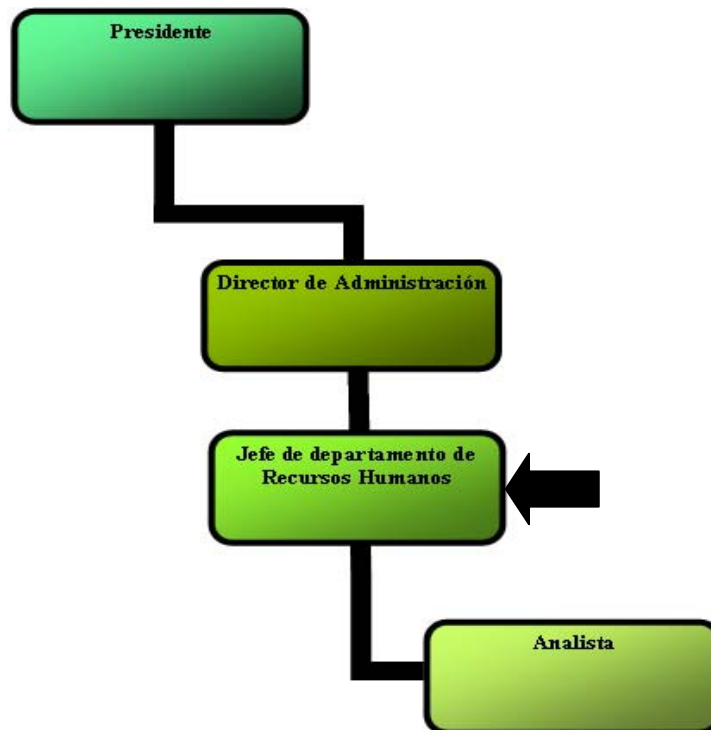 Presidente
Director de Administración
Jefe de departamento de
Recursos Humanos
Analista